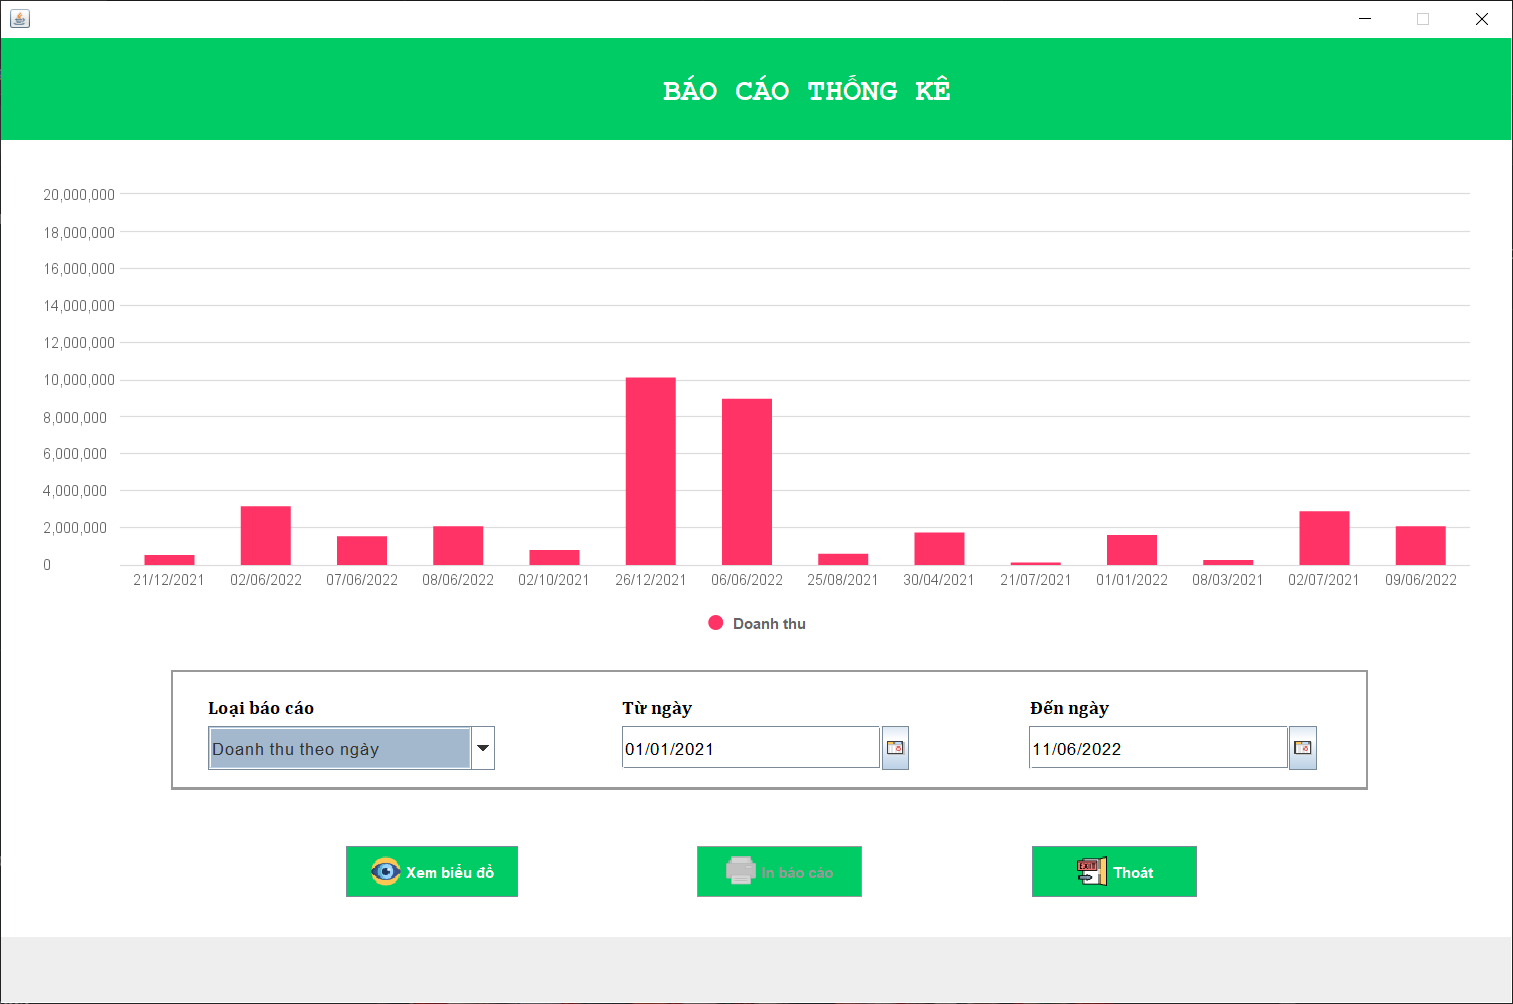 BÁO CÁO THỐNG KÊ
20,000,000
18,000,000
16,000,000
14,000,000
12,000,000
10,000,000
8,000,000
6,000,000
4,000,000
2,000,000
0
21/12/2021 02/06/2022 07/06/2022 08/06/2022 02/10/2021 26/12/2021 06/06/2022 25/08/2021 30/04/2021 21/07/2021 01/01/2022 08/03/2021 02/07/2021 09/06/2022
Doanh thu
Loại báo cáo Từ ngày Đến ngày
Doanh thu theo ngày 01/01/2021 11/06/2022
Xem biểu đồ In báo cáo EXIT Thoát